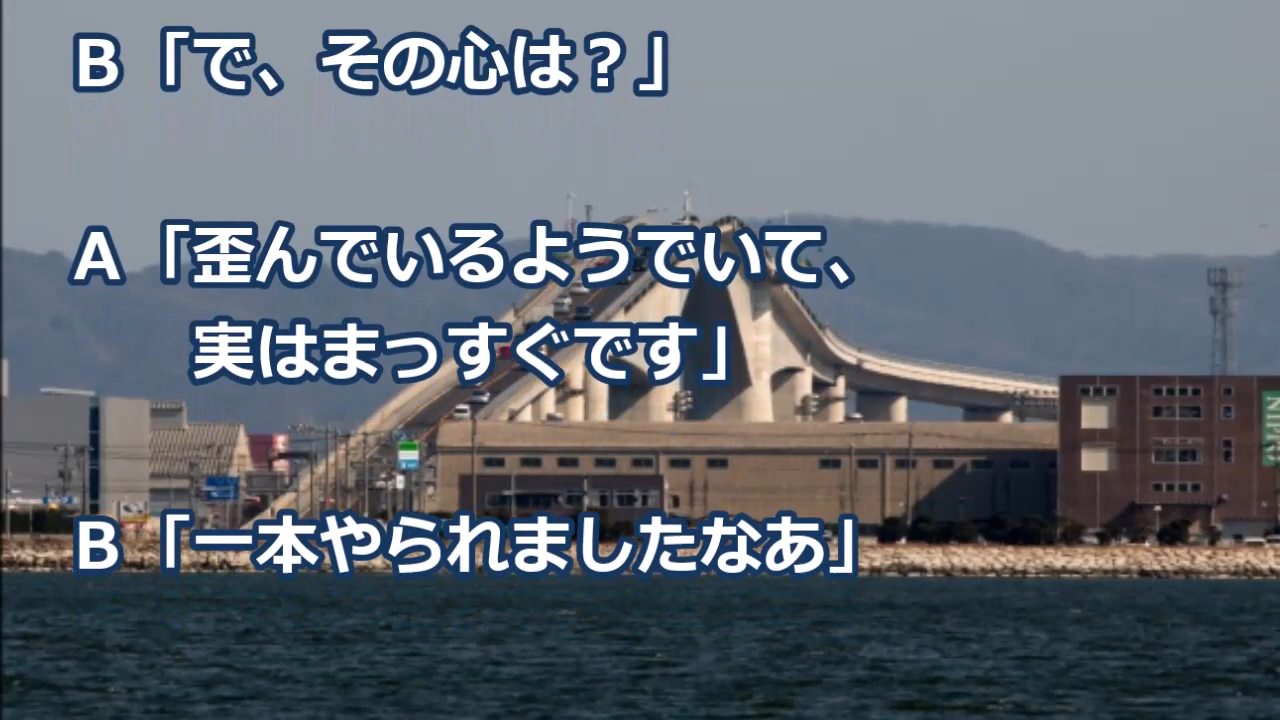 B「で、その心は？」
A「歪んでいるようでいて、
実はまっすぐです」
B「一本やられましたなあ」